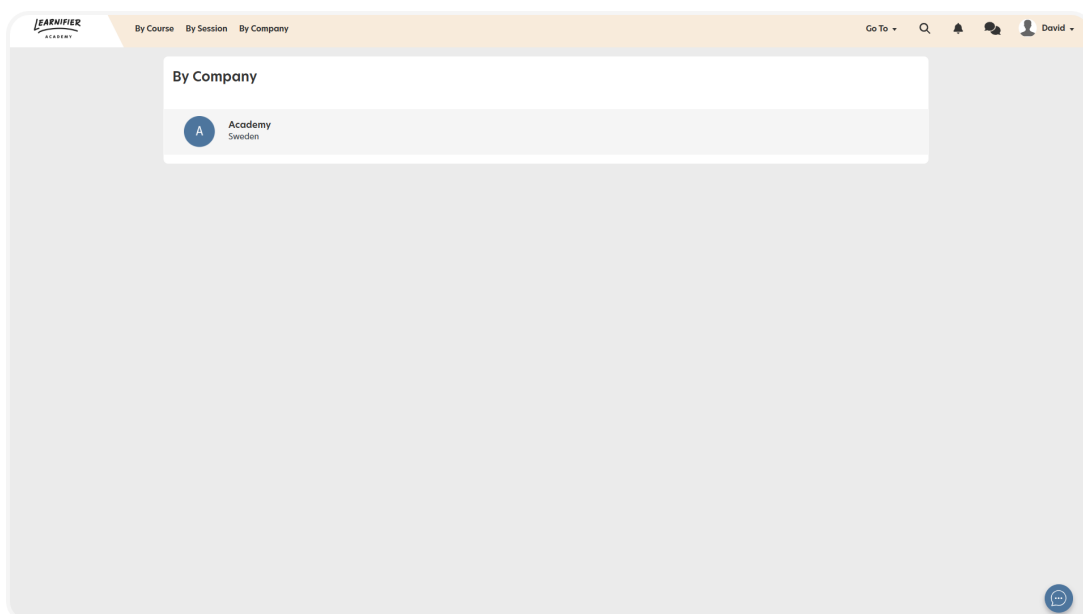 LEARNIFIER
ACADEMY
By Course By Session By Company
Go To
David
By Company
A
Academy
Sweden